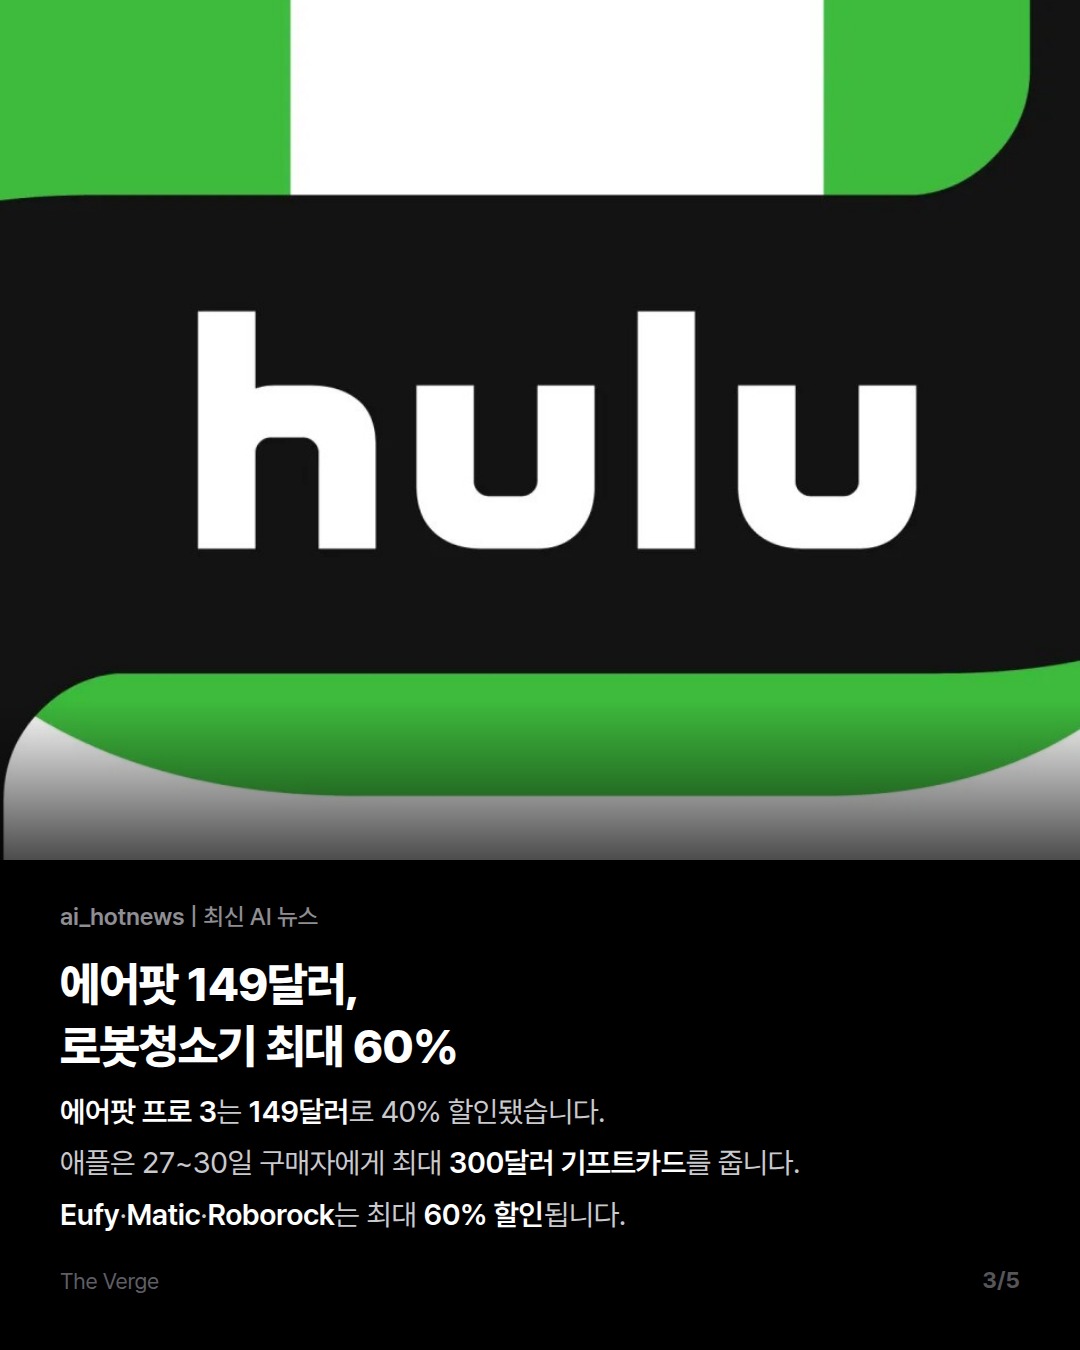 hulu
ai_hotnews | 최신 AI 뉴스
에어팟 149달러,
로봇청소기 최대 60%
에어팟 프로 3는 149달러로 40% 할인됐습니다.
애플은 27~30일 구매자에게 최대 300달러 기프트카드를 줍니다.
Eufy·Matic·Roborock는 최대 60% 할인됩니다.
The Verge
3/5